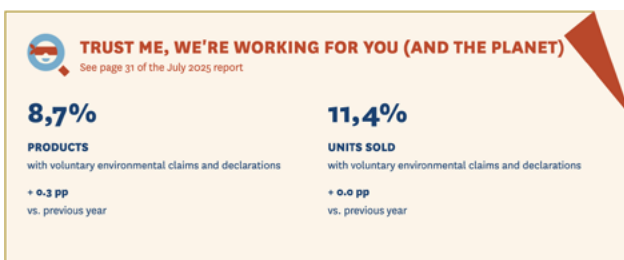 TRUST ME, WE'RE WORKING FOR YOU (AND THE PLANET)
See page 31 of the July 2025 report
8,7%
PRODUCTS
with voluntary environmental claims and declarations
+ 0.3 pp
vs. previous year
11,4%
UNITS SOLD
with voluntary environmental claims and declarations
+ 0.0 pp
vs. previous year